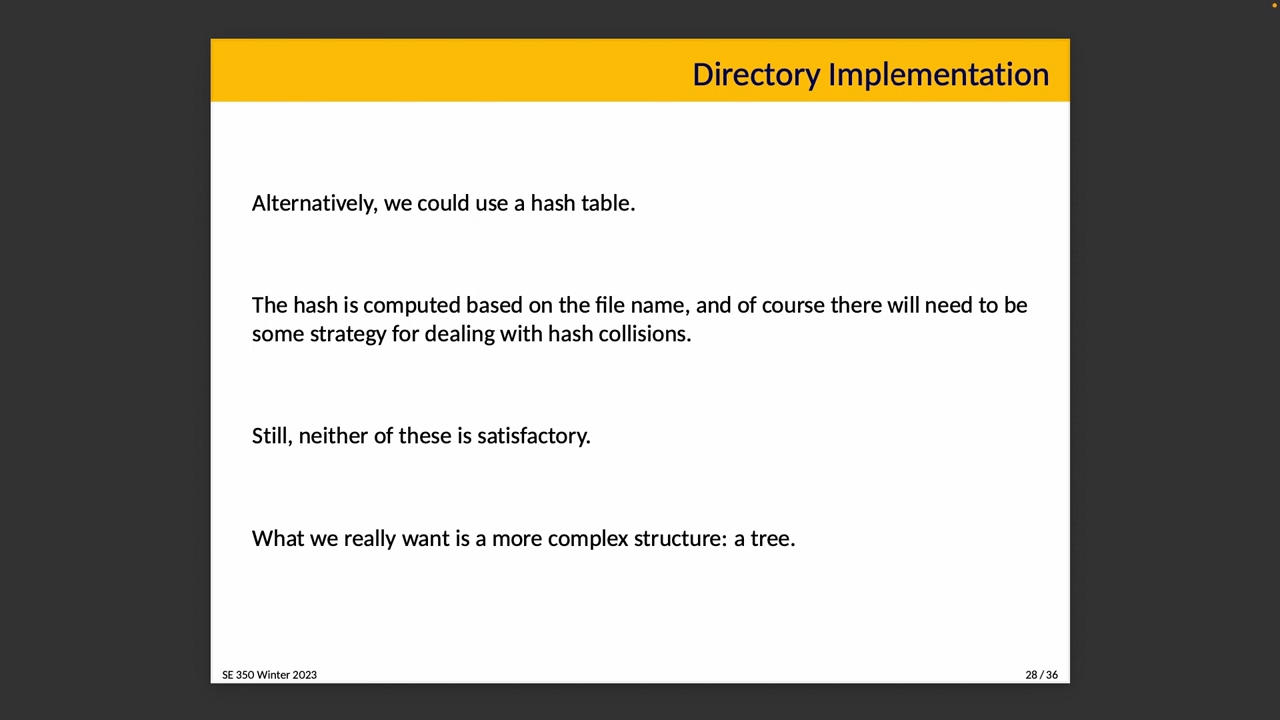 Directory Implementation
Alternatively, we could use a hash table.
The hash is computed based on the file name, and of course there will need to be
some strategy for dealing with hash collisions.
Still, neither of these is satisfactory.
What we really want is a more complex structure: a tree.
SE 350 Winter 2023
28 / 36